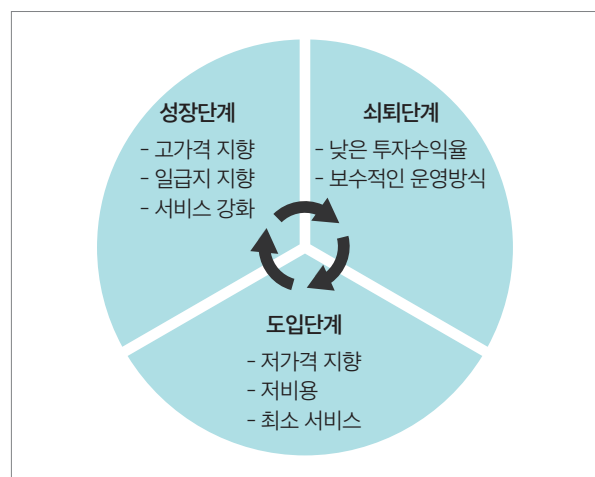 성장단계
- 고가격 지향
- 일급지 지향
- 서비스 강화
쇠퇴단계
- 낮은 투자수익율
- 보수적인 운영방식
도입단계
- 저가격 지향
- 저비용
- 최소 서비스